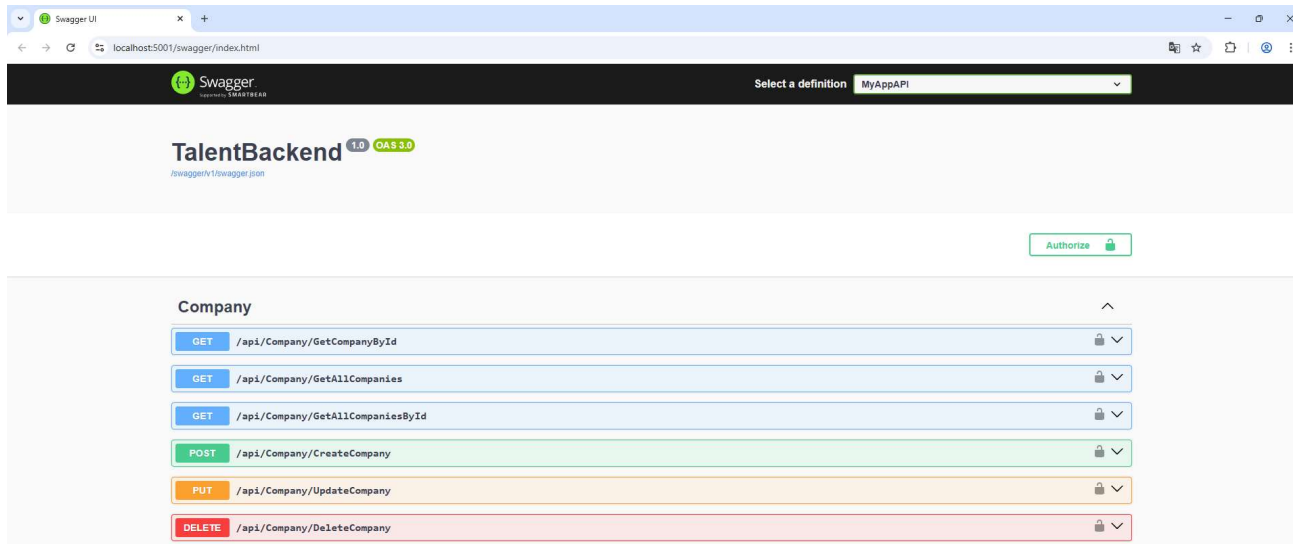 Swagger UI
localhost:5001/swagger/index.html
Swagger
Supported by SMARTBEAR
Select a definition MyAppAPI
TalentBackend 1.0 OAS 3.0
/swagger/v1/swagger.json
Authorize
Company
GET /api/Company/GetCompanyById
GET /api/Company/GetAllCompanies
GET /api/Company/GetAllCompaniesById
POST /api/Company/CreateCompany
PUT /api/Company/UpdateCompany
DELETE /api/Company/DeleteCompany